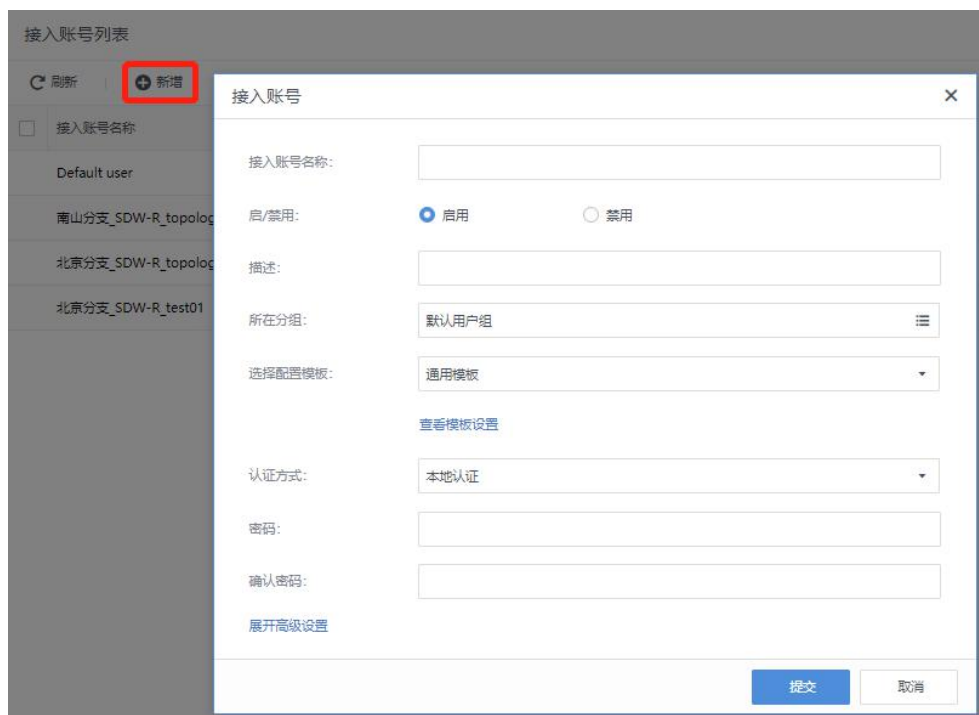 接入账号列表
刷新 新增
接入账号名称
Default user
南山分支_SDW-R_topolog
北京分支_SDW-R_topolog
北京分支_SDW-R_test01
接入账号
接入账号名称:
启/禁用: 启用 禁用
描述:
所在分组: 默认用户组
选择配置模板: 通用模板
查看模板设置
认证方式: 本地认证
密码:
确认密码:
展开高级设置
提交 取消